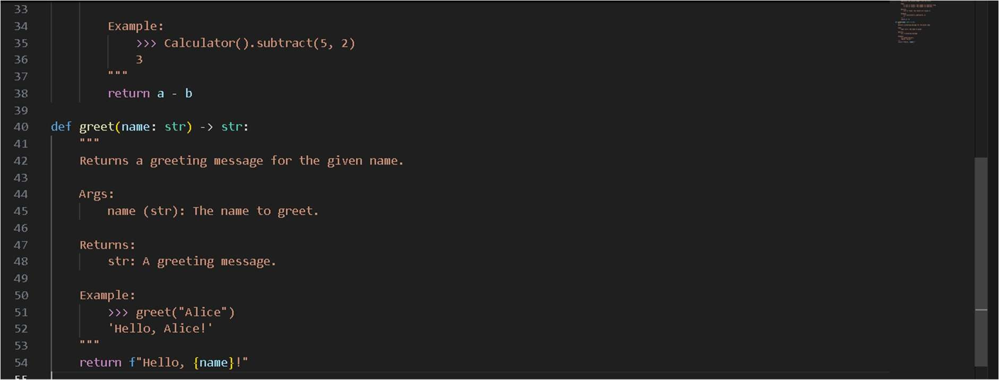 33
34 Example:
35 >>> Calculator().subtract(5, 2)
36 3
37 """
38 return a - b
39
40 def greet(name: str) -> str:
41 """
42 Returns a greeting message for the given name.
43
44 Args:
45 name (str): The name to greet.
46
47 Returns:
48 str: A greeting message.
49
50 Example:
51 >>> greet("Alice")
52 'Hello, Alice!'
53 """
54 return f"Hello, {name}!"
55